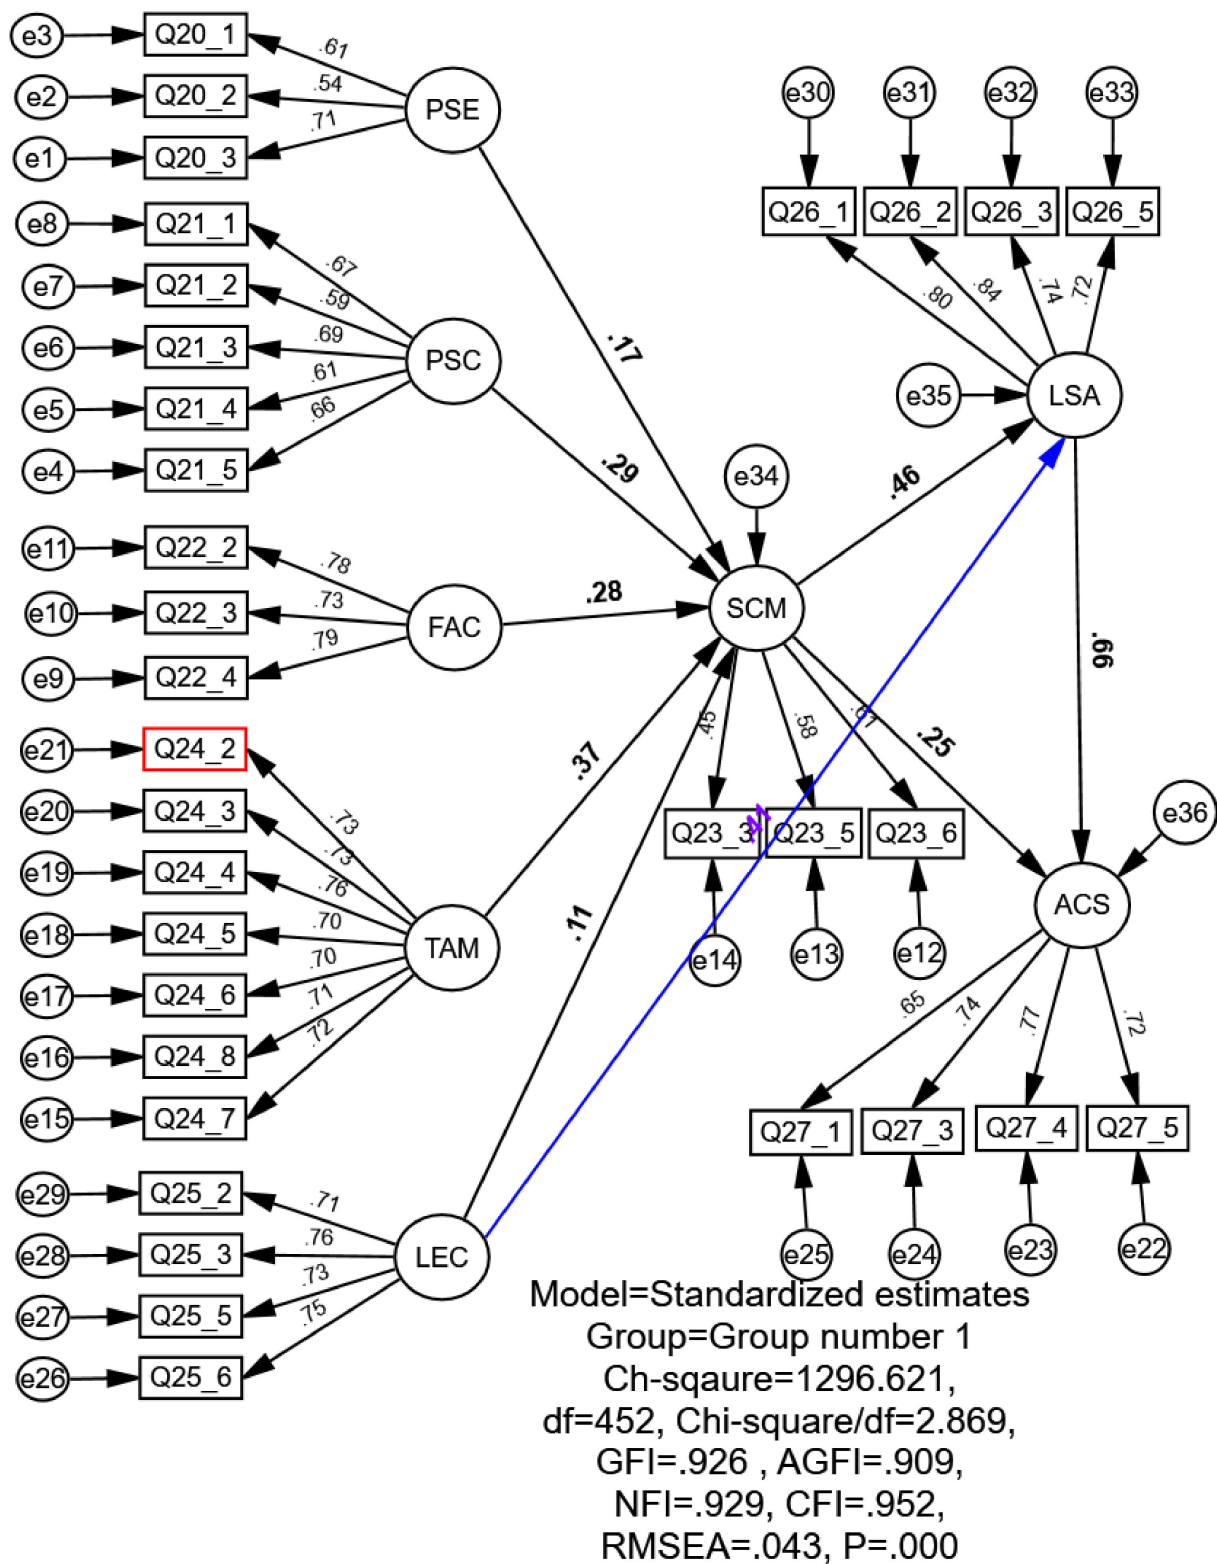 e3 Q20_1 .61
e2 Q20_2 .54 PSE
e1 Q20_3 .71
e8 Q21_1 .67
e7 Q21_2 .59
e6 Q21_3 .69 PSC
e5 Q21_4 .61
e4 Q21_5 .66
e11 Q22_2 .78
e10 Q22_3 .73 FAC
e9 Q22_4 .79
e21 Q24_2 .73
e20 Q24_3 .73
e19 Q24_4 .76
e18 Q24_5 .70 TAM
e17 Q24_6 .70
e16 Q24_8 .71
e15 Q24_7 .72
e29 Q25_2 .71
e28 Q25_3 .76 LEC
e27 Q25_5 .73
e26 Q25_6 .75
.17
.29
.28
.37
.11
e34
SCM
.46
.25
.66
.41
.45 .58 .61
Q23_3 Q23_5 Q23_6
e14 e13 e12
e30 e31 e32 e33
Q26_1 Q26_2 Q26_3 Q26_5
.80 .84 .74 .72
e35 LSA
e36
ACS
.65 .74 .77 .72
Q27_1 Q27_3 Q27_4 Q27_5
e25 e24 e23 e22
Model=Standardized estimates
Group=Group number 1
Ch-sqaure=1296.621,
df=452, Chi-square/df=2.869,
GFI=.926 , AGFI=.909,
NFI=.929, CFI=.952,
RMSEA=.043, P=.000